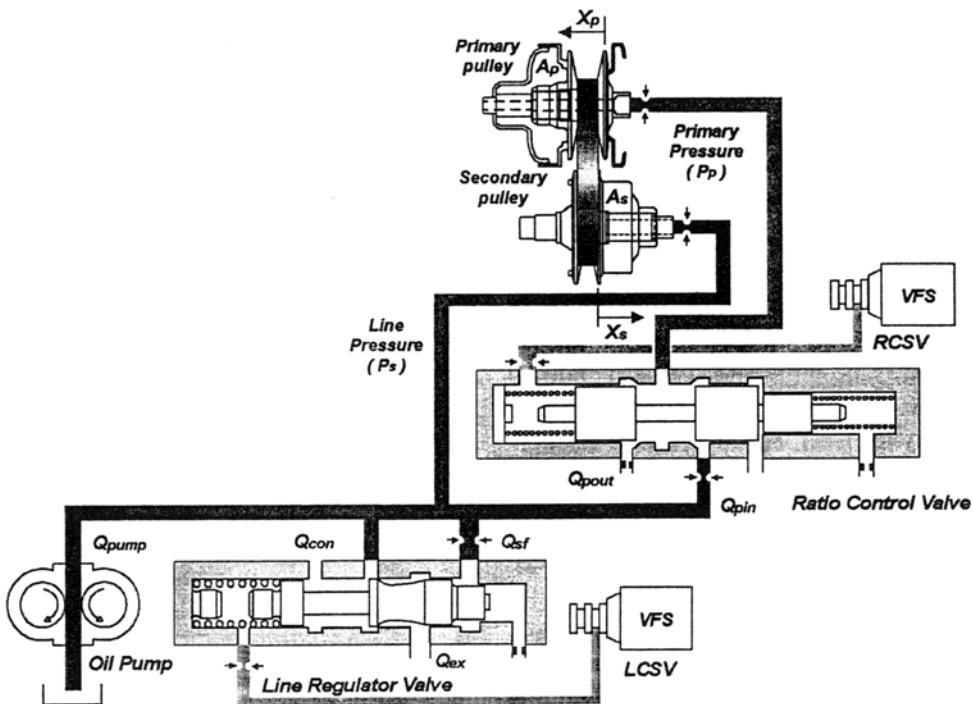 Xp
Primary
pulley
Ap
Primary
Pressure
( Pp )
Secondary
pulley
As
Xs
Line
Pressure
( Ps )
VFS
RCSV
Qpout
Qpin
Ratio Control Valve
Qpump
Qcon
Qsf
Oil Pump
Qex
Line Regulator Valve
VFS
LCSV